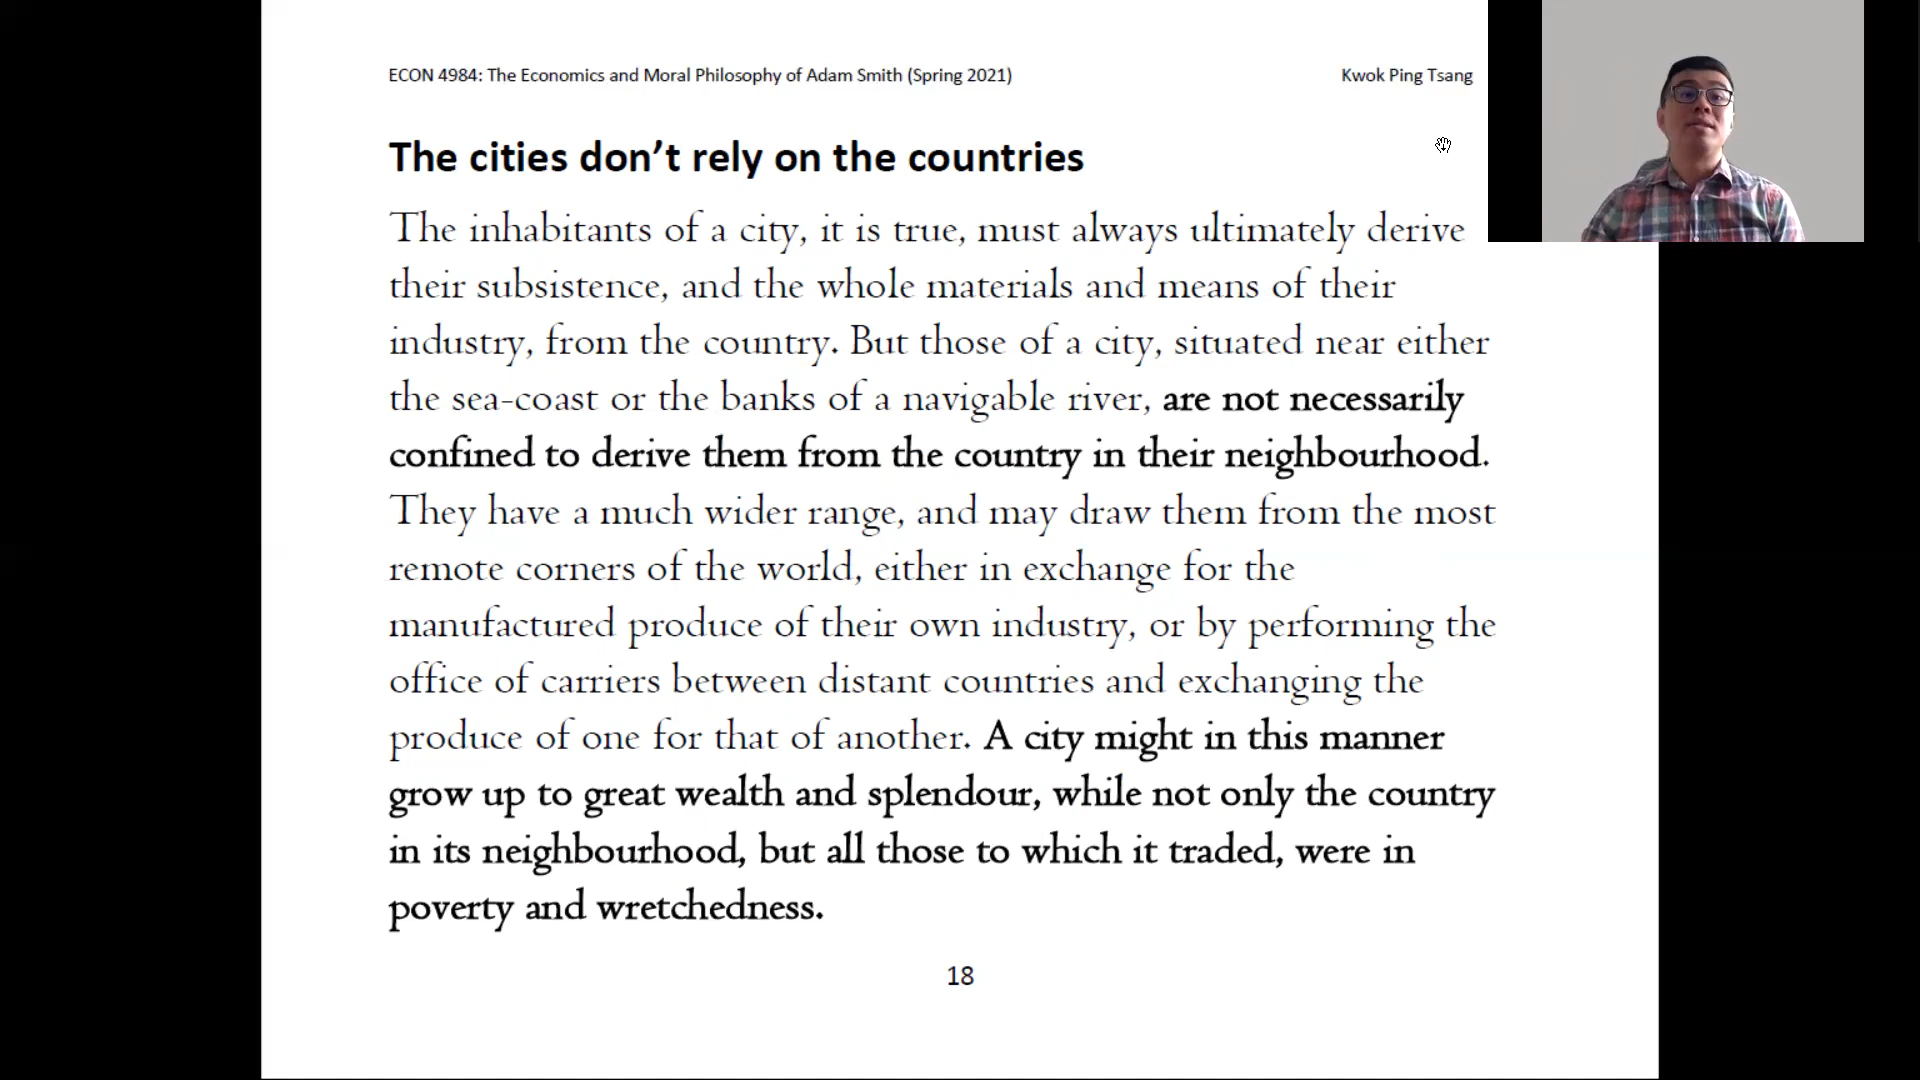 ECON 4984: The Economics and Moral Philosophy of Adam Smith (Spring 2021)
Kwok Ping Tsang
The cities don’t rely on the countries
The inhabitants of a city, it is true, must always ultimately derive
their subsistence, and the whole materials and means of their
industry, from the country. But those of a city, situated near either
the sea-coast or the banks of a navigable river, are not necessarily
confined to derive them from the country in their neighbourhood.
They have a much wider range, and may draw them from the most
remote corners of the world, either in exchange for the
manufactured produce of their own industry, or by performing the
office of carriers between distant countries and exchanging the
produce of one for that of another. A city might in this manner
grow up to great wealth and splendour, while not only the country
in its neighbourhood, but all those to which it traded, were in
poverty and wretchedness.
18